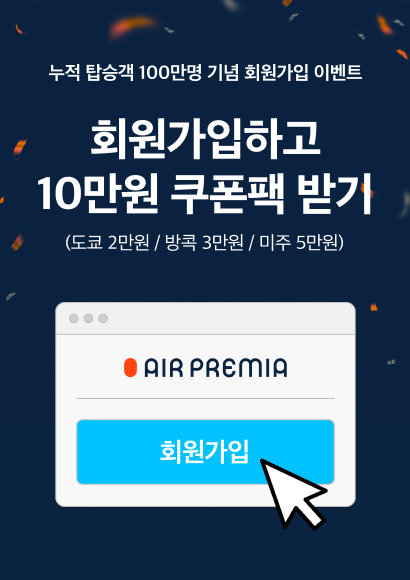 누적 탑승객 100만명 기념 회원가입 이벤트
회원가입하고
10만원 쿠폰팩 받기
(도쿄 2만원 / 방콕 3만원 / 미주 5만원)
AIR PREMIA
회원가입